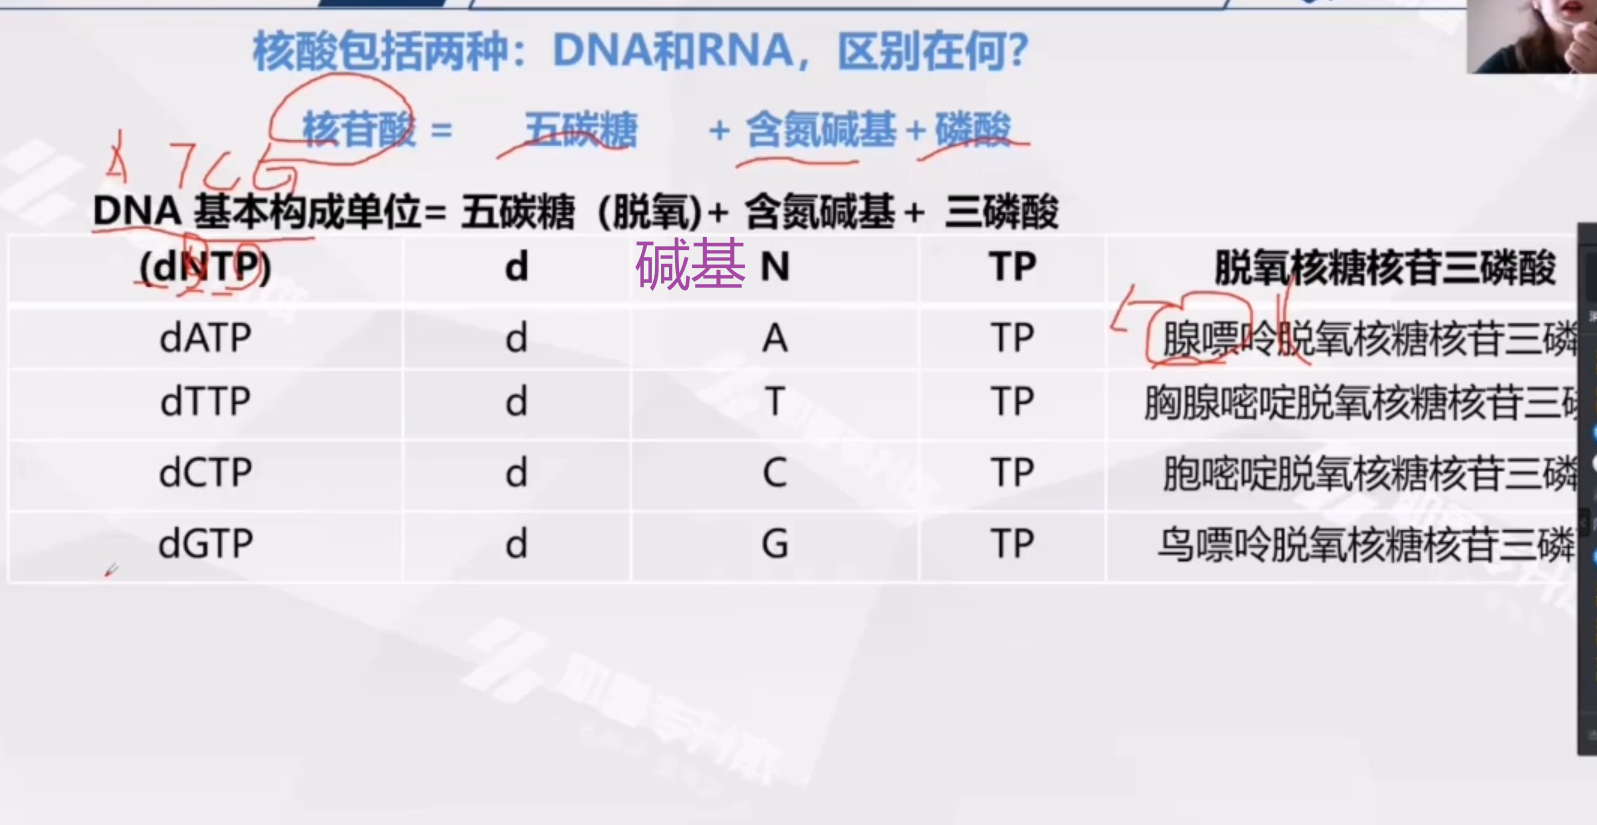 核酸包括两种：DNA和RNA，区别在何？
核苷酸 = 五碳糖 + 含氮碱基 + 磷酸
A T C G
DNA 基本构成单位= 五碳糖（脱氧)+ 含氮碱基 + 三磷酸
(dNTP) d 碱基 N TP 脱氧核糖核苷三磷酸
dATP d A TP 腺嘌呤脱氧核糖核苷三磷
dTTP d T TP 胸腺嘧啶脱氧核糖核苷三
dCTP d C TP 胞嘧啶脱氧核糖核苷三磷
dGTP d G TP 鸟嘌呤脱氧核糖核苷三磷